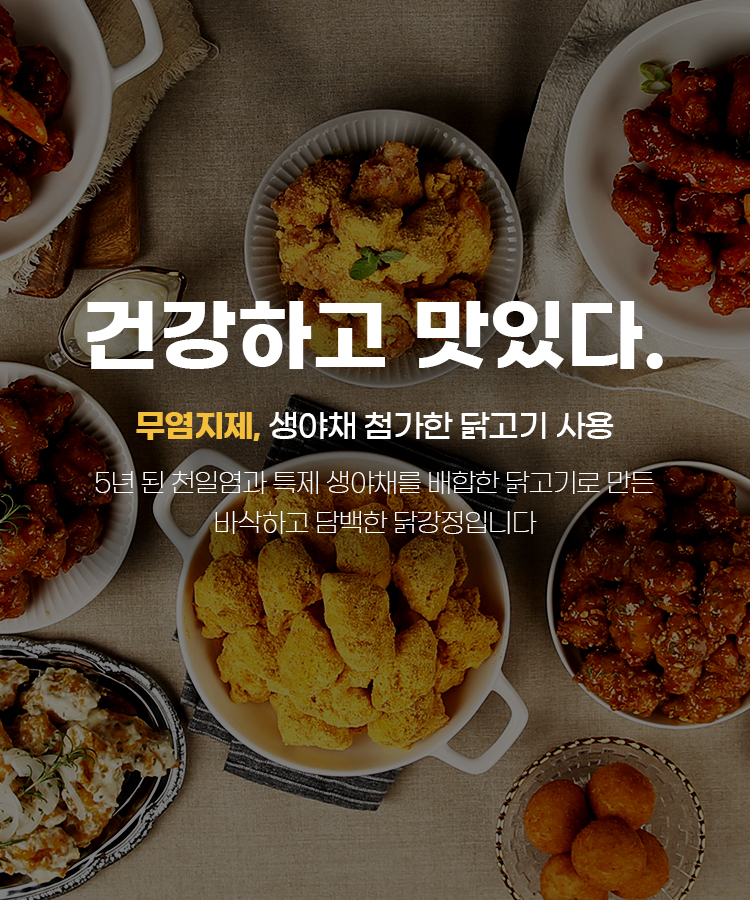 건강하고 맛있다.
무염지제, 생야채 첨가한 닭고기 사용
5년 된 천일염과 특제 생야채를 배합한 닭고기로 만든
바삭하고 담백한 닭강정입니다